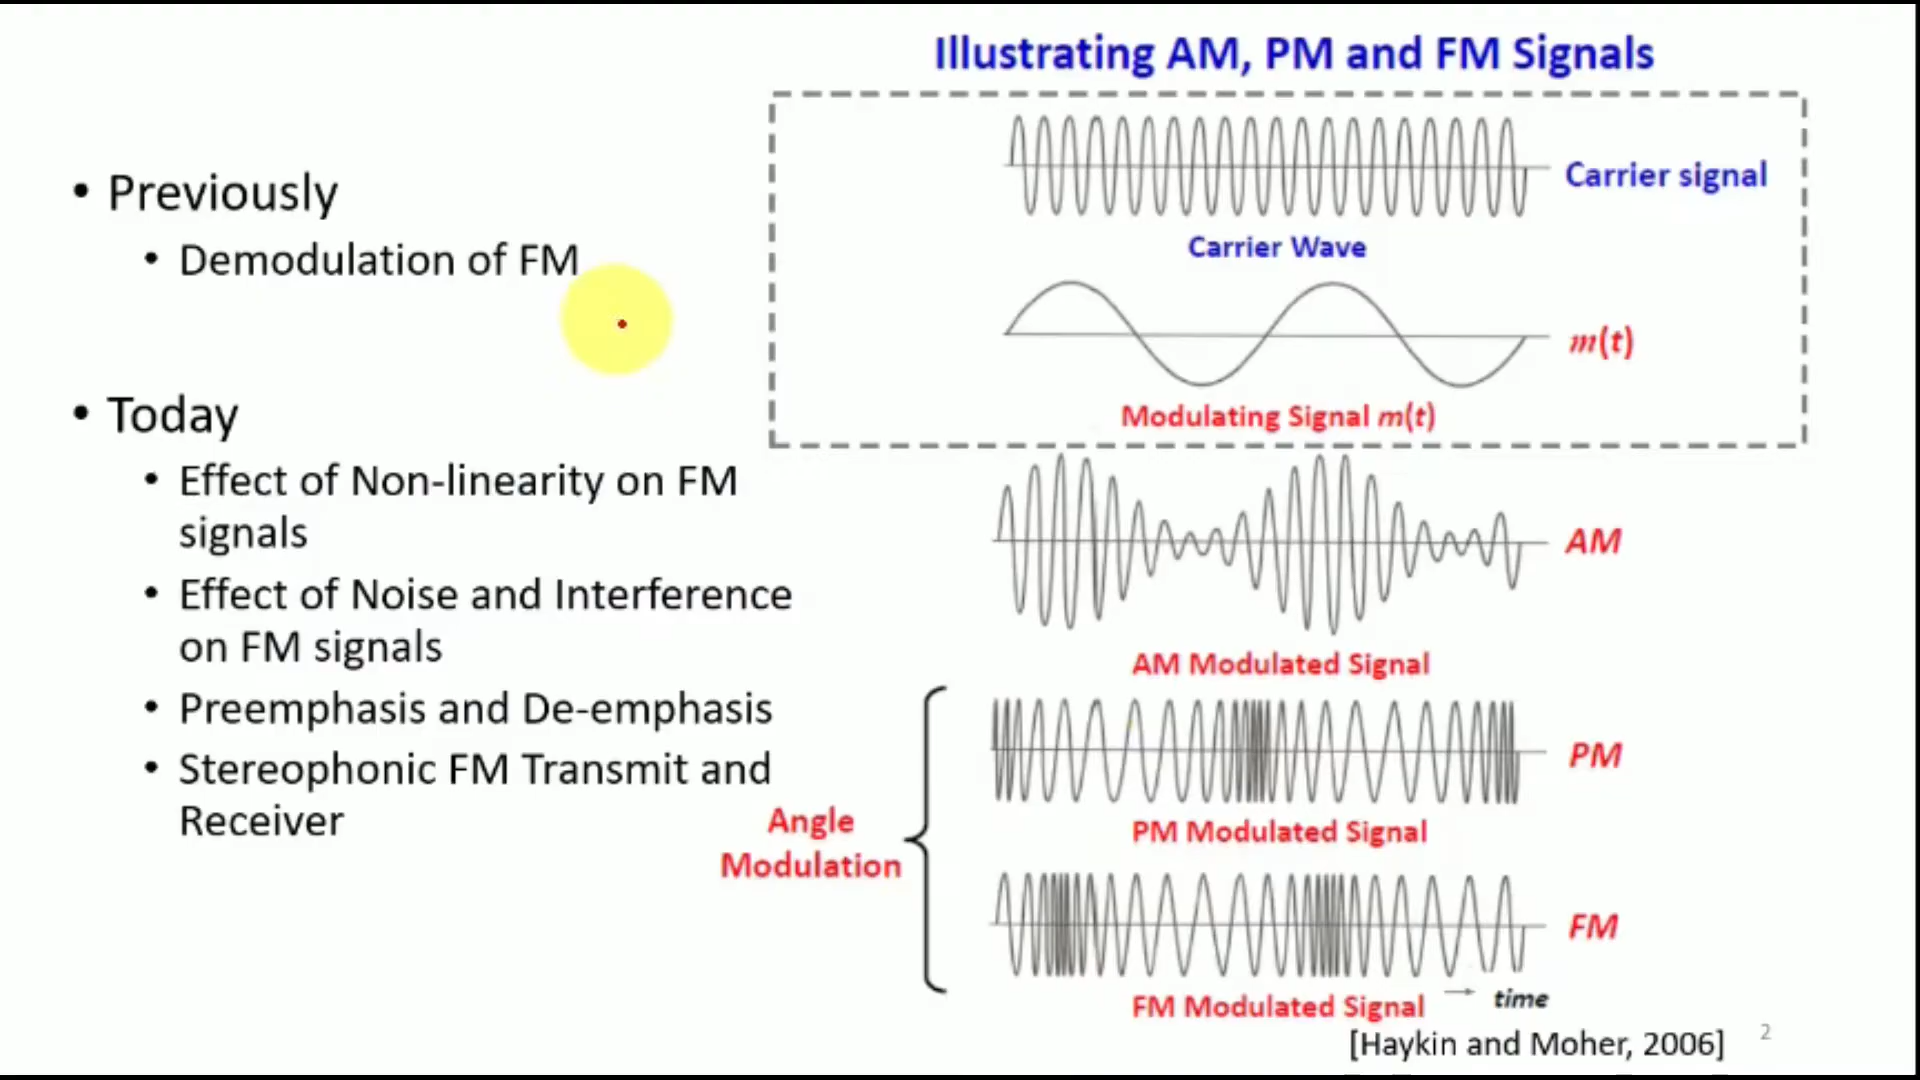 Illustrating AM, PM and FM Signals
• Previously
• Demodulation of FM
• Today
• Effect of Non-linearity on FM
signals
• Effect of Noise and Interference
on FM signals
• Preemphasis and De-emphasis
• Stereophonic FM Transmit and
Receiver
Carrier signal
Carrier Wave
m(t)
Modulating Signal m(t)
AM
AM Modulated Signal
Angle
Modulation
PM
PM Modulated Signal
FM
FM Modulated Signal
→ time
[Haykin and Moher, 2006]
2